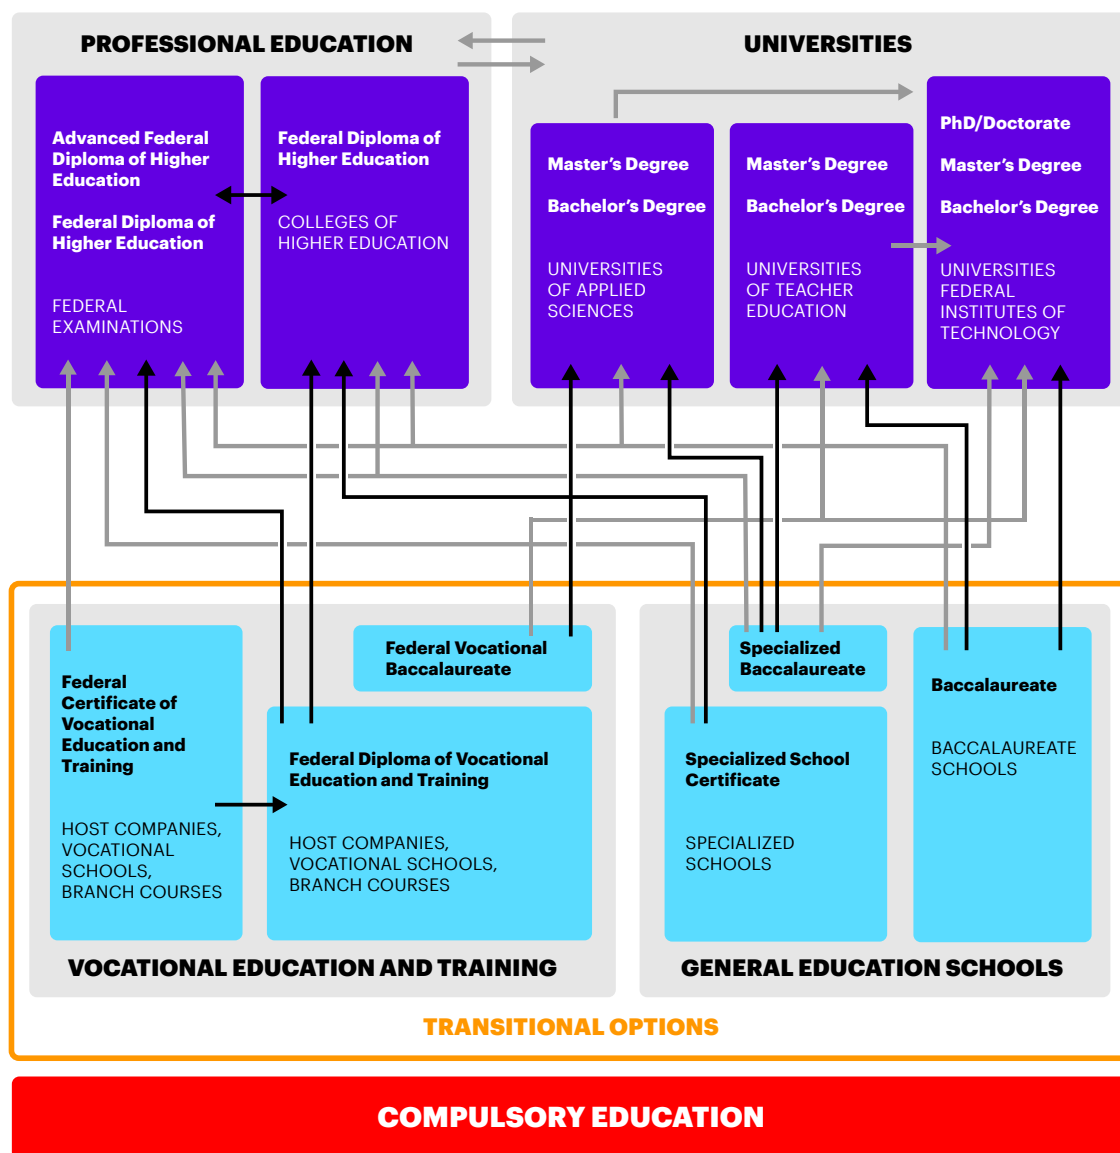 PROFESSIONAL EDUCATION
UNIVERSITIES
Advanced Federal
Diploma of Higher
Education
Federal Diploma of
Higher Education
FEDERAL
EXAMINATIONS
Federal Diploma of
Higher Education
COLLEGES OF
HIGHER EDUCATION
Master’s Degree
Bachelor’s Degree
UNIVERSITIES
OF APPLIED
SCIENCES
Master’s Degree
Bachelor’s Degree
UNIVERSITIES
OF TEACHER
EDUCATION
PhD/Doctorate
Master’s Degree
Bachelor’s Degree
UNIVERSITIES
FEDERAL
INSTITUTES OF
TECHNOLOGY
Federal
Certificate of
Vocational
Education and
Training
HOST COMPANIES,
VOCATIONAL
SCHOOLS,
BRANCH COURSES
Federal Vocational
Baccalaureate
Federal Diploma of Vocational
Education and Training
HOST COMPANIES,
VOCATIONAL SCHOOLS,
BRANCH COURSES
Specialized
Baccalaureate
Specialized School
Certificate
SPECIALIZED
SCHOOLS
Baccalaureate
BACCALAUREATE
SCHOOLS
VOCATIONAL EDUCATION AND TRAINING
GENERAL EDUCATION SCHOOLS
TRANSITIONAL OPTIONS
COMPULSORY EDUCATION